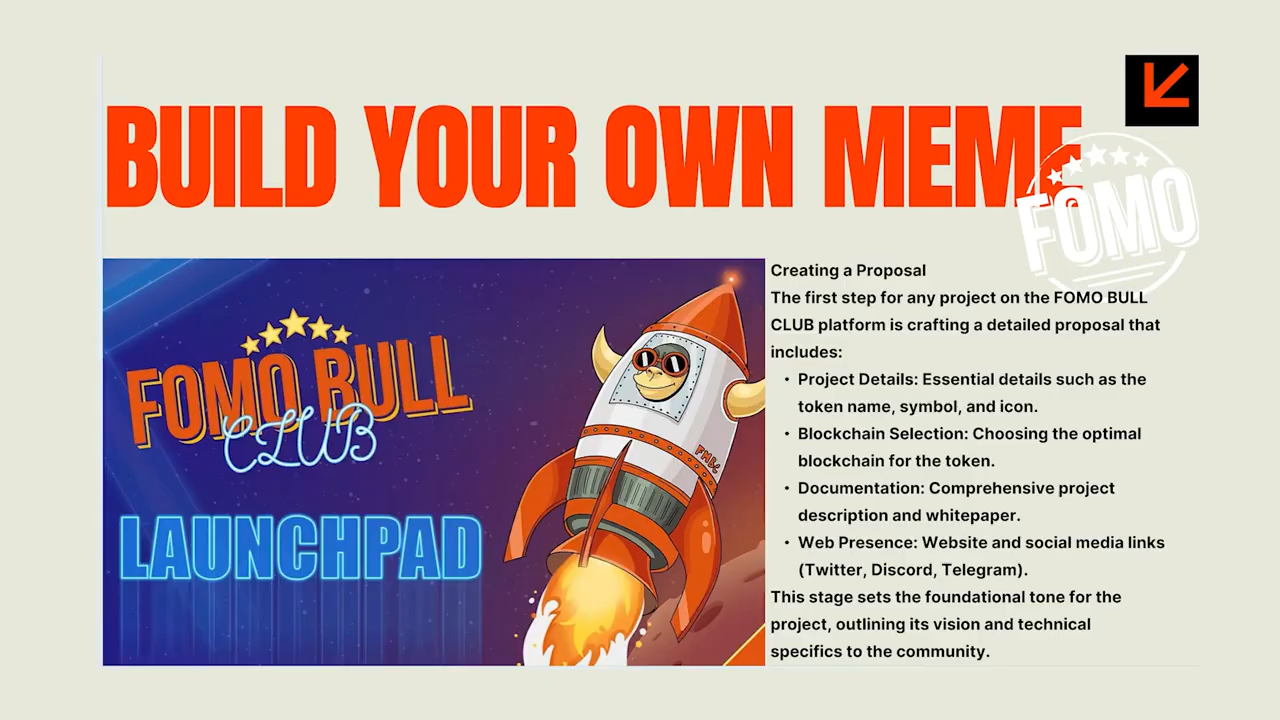 BUILD YOUR OWN MEME
FOMO
FOMO BULL
CLUB
LAUNCHPAD
FMBC
Creating a Proposal
The first step for any project on the FOMO BULL
CLUB platform is crafting a detailed proposal that
includes:
• Project Details: Essential details such as the
token name, symbol, and icon.
• Blockchain Selection: Choosing the optimal
blockchain for the token.
• Documentation: Comprehensive project
description and whitepaper.
• Web Presence: Website and social media links
(Twitter, Discord, Telegram).
This stage sets the foundational tone for the
project, outlining its vision and technical
specifics to the community.